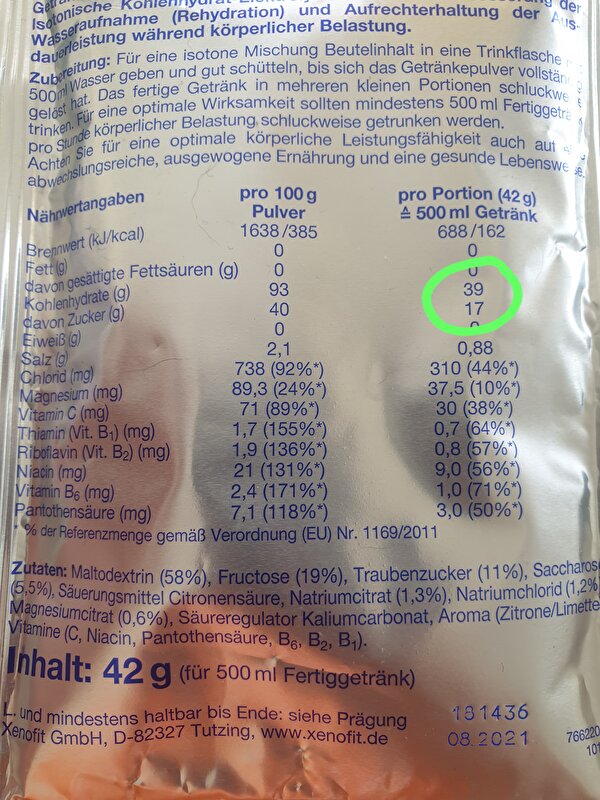 Isotonische Kohlenhydrat-
Wasseraufnahme (Rehydration) und Aufrechterhaltung der Aus-
dauerleistung während körperlicher Belastung.
Zubereitung: Für eine isotone Mischung Beutelinhalt in eine Trinkflasche
500 ml Wasser geben und gut schütteln, bis sich das Getränkepulver vollständig
gelöst hat. Das fertige Getränk in mehreren kleinen Portionen schluckwe
trinken. Für eine optimale Wirksamkeit sollten mindestens 500 ml Fertiggeträ
pro Stunde körperlicher Belastung schluckweise getrunken werden.
Achten Sie für eine optimale körperliche Leistungsfähigkeit auch auf
abwechslungsreiche, ausgewogene Ernährung und eine gesunde Lebenswe
Nährwertangaben pro 100 g Pulver pro Portion (42 g) ≙ 500 ml Getränk
Brennwert (kJ/kcal) 1638/385 688/162
Fett (g) 0 0
davon gesättigte Fettsäuren (g) 0 0
Kohlenhydrate (g) 93 39
davon Zucker (g) 40 17
Eiweiß (g) 0 0
Salz (g) 2,1 0,88
Chlorid (mg) 738 (92%*) 310 (44%*)
Magnesium (mg) 89,3 (24%*) 37,5 (10%*)
Vitamin C (mg) 71 (89%*) 30 (38%*)
Thiamin (Vit. B₁) (mg) 1,7 (155%*) 0,7 (64%*)
Riboflavin (Vit. B₂) (mg) 1,9 (136%*) 0,8 (57%*)
Niacin (mg) 21 (131%*) 9,0 (56%*)
Vitamin B₆ (mg) 2,4 (171%*) 1,0 (71%*)
Pantothensäure (mg) 7,1 (118%*) 3,0 (50%*)
* % der Referenzmenge gemäß Verordnung (EU) Nr. 1169/2011
Zutaten: Maltodextrin (58%), Fructose (19%), Traubenzucker (11%), Saccharos
(5,5%), Säuerungsmittel Citronensäure, Natriumcitrat (1,3%), Natriumchlorid (1,2%)
Magnesiumcitrat (0,6%), Säureregulator Kaliumcarbonat, Aroma (Zitrone/Limette
Vitamine (C, Niacin, Pantothensäure, B₆, B₂, B₁).
Inhalt: 42 g (für 500 ml Fertiggetränk)
L. und mindestens haltbar bis Ende: siehe Prägung 181436
Xenofit GmbH, D-82327 Tutzing, www.xenofit.de 08.2021
766220
101